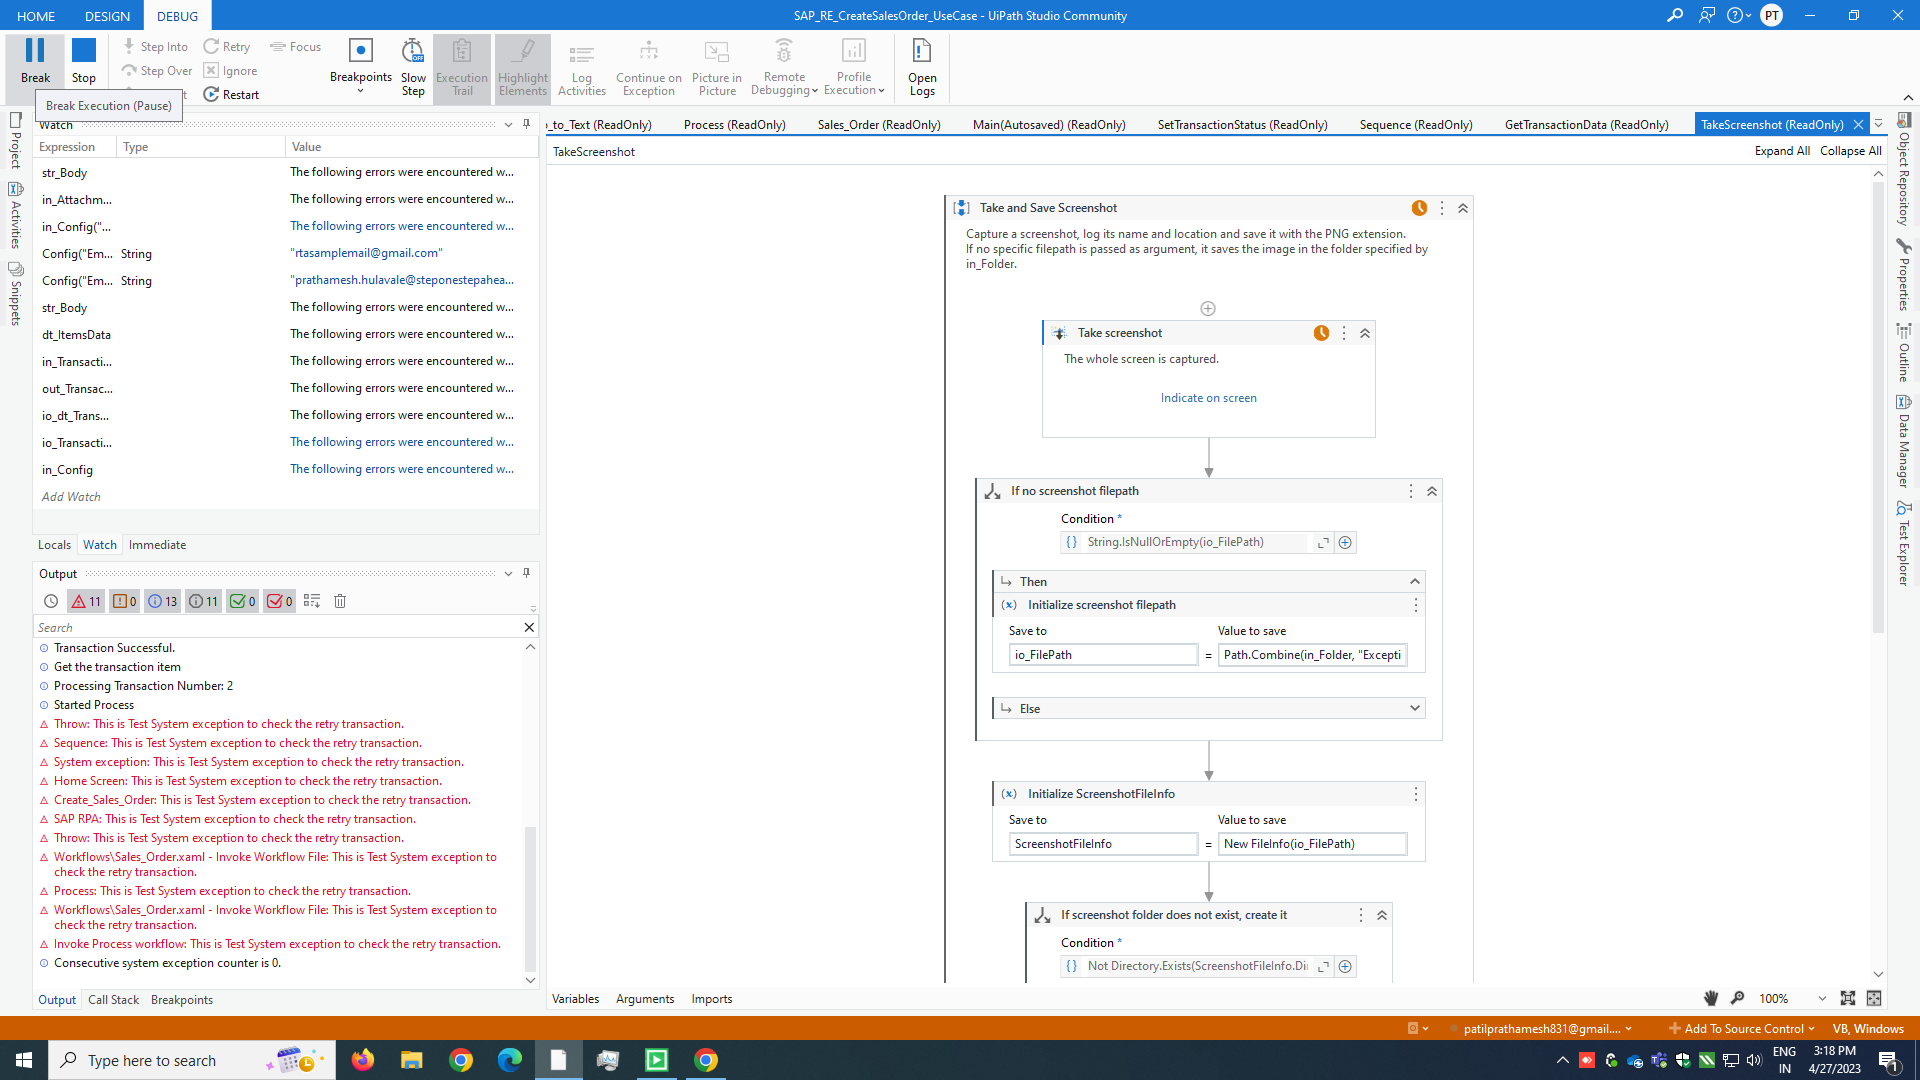 HOME DESIGN DEBUG
SAP_RE_CreateSalesOrder_UseCase - UiPath Studio Community
PT
Break
Stop
Step Into
Step Over
Retry
Ignore
Restart
Focus
Breakpoints
Slow Step
Execution Trail
Highlight Elements
Log Activities
Continue on Exception
Picture in Picture
Remote Debugging
Profile Execution
Open Logs
Break Execution (Pause)
Project
Activities
Snippets
Watch
Expression Type Value
str_Body The following errors were encountered w...
in_Attachm... The following errors were encountered w...
in_Config("... The following errors were encountered w...
Config("Em... String "rtasamplemail@gmail.com"
Config("Em... String "prathamesh.hulavale@steponestepahea...
str_Body The following errors were encountered w...
dt_ItemsData The following errors were encountered w...
in_Transacti... The following errors were encountered w...
out_Transac... The following errors were encountered w...
io_dt_Trans... The following errors were encountered w...
io_Transacti... The following errors were encountered w...
in_Config The following errors were encountered w...
Add Watch
Locals Watch Immediate
Output
11 0 13 11 0 0
Search
Transaction Successful.
Get the transaction item
Processing Transaction Number: 2
Started Process
Throw: This is Test System exception to check the retry transaction.
Sequence: This is Test System exception to check the retry transaction.
System exception: This is Test System exception to check the retry transaction.
Home Screen: This is Test System exception to check the retry transaction.
Create_Sales_Order: This is Test System exception to check the retry transaction.
SAP RPA: This is Test System exception to check the retry transaction.
Throw: This is Test System exception to check the retry transaction.
Workflows\Sales_Order.xaml - Invoke Workflow File: This is Test System exception to
check the retry transaction.
Process: This is Test System exception to check the retry transaction.
Workflows\Sales_Order.xaml - Invoke Workflow File: This is Test System exception to
check the retry transaction.
Invoke Process workflow: This is Test System exception to check the retry transaction.
Consecutive system exception counter is 0.
Output Call Stack Breakpoints
_to_Text (ReadOnly) Process (ReadOnly) Sales_Order (ReadOnly) Main(Autosaved) (ReadOnly) SetTransactionStatus (ReadOnly) Sequence (ReadOnly) GetTransactionData (ReadOnly) TakeScreenshot (ReadOnly)
TakeScreenshot
Expand All Collapse All
Take and Save Screenshot
Capture a screenshot, log its name and location and save it with the PNG extension.
If no specific filepath is passed as argument, it saves the image in the folder specified by
in_Folder.
Take screenshot
The whole screen is captured.
Indicate on screen
If no screenshot filepath
Condition *
String.IsNullOrEmpty(io_FilePath)
Then
Initialize screenshot filepath
Save to Value to save
io_FilePath = Path.Combine(in_Folder, "Excepti
Else
Initialize ScreenshotFileInfo
Save to Value to save
ScreenshotFileInfo = New FileInfo(io_FilePath)
If screenshot folder does not exist, create it
Condition *
Not Directory.Exists(ScreenshotFileInfo.Dir
Variables Arguments Imports
100%
Object Repository
Properties
Outline
Data Manager
Test Explorer
patilprathamesh831@gmail.... Add To Source Control VB, Windows
Type here to search
ENG
IN
3:18 PM
4/27/2023
1